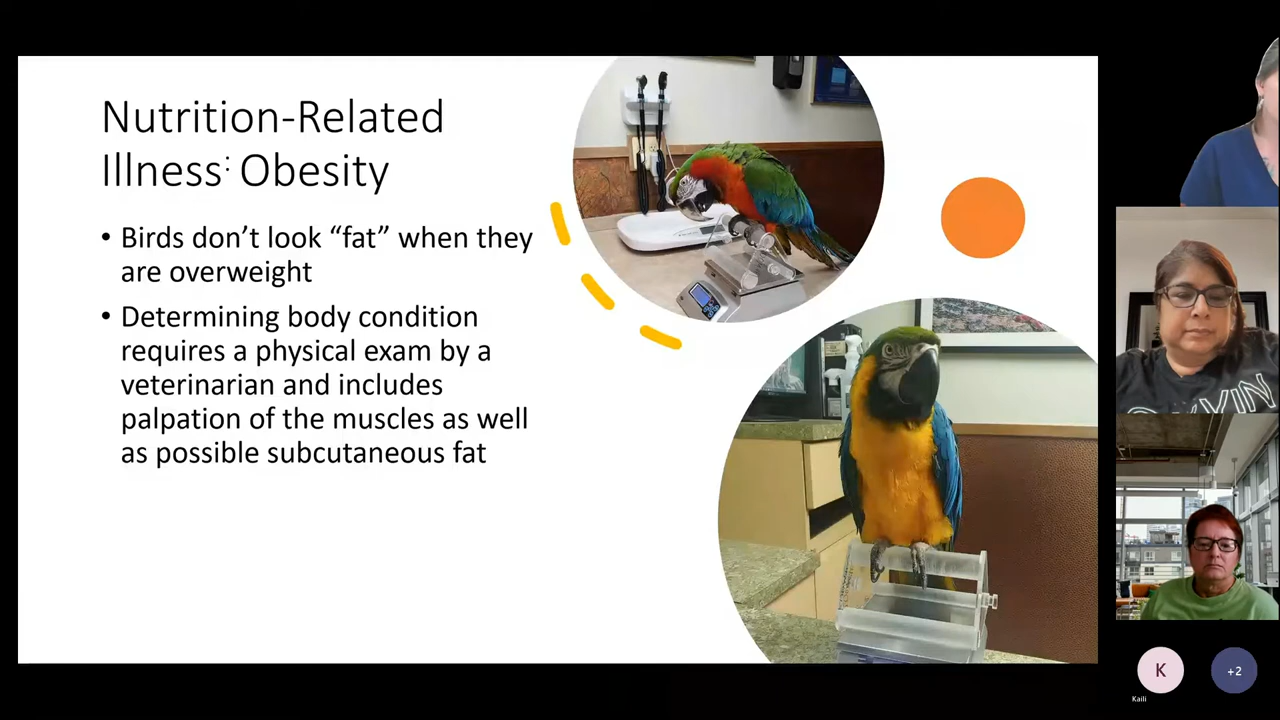 Nutrition-Related
Illness: Obesity
• Birds don’t look “fat” when they
are overweight
• Determining body condition
requires a physical exam by a
veterinarian and includes
palpation of the muscles as well
as possible subcutaneous fat
K
+2
Kaili